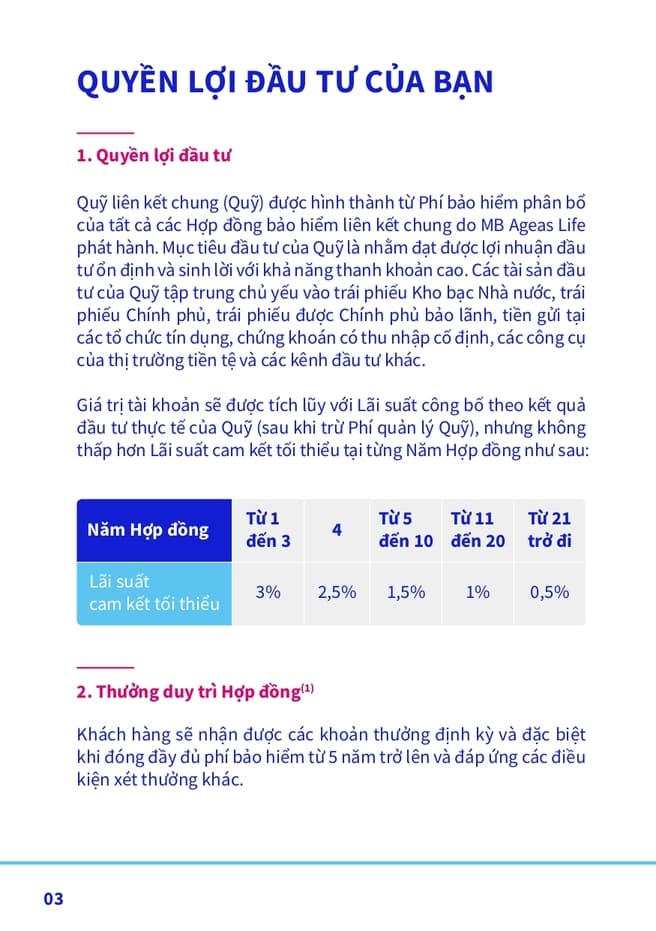 QUYỀN LỢI ĐẦU TƯ CỦA BẠN
1. Quyền lợi đầu tư
Quỹ liên kết chung (Quỹ) được hình thành từ Phí bảo hiểm phân bổ
của tất cả các Hợp đồng bảo hiểm liên kết chung do MB Ageas Life
phát hành. Mục tiêu đầu tư của Quỹ là nhằm đạt được lợi nhuận đầu
tư ổn định và sinh lời với khả năng thanh khoản cao. Các tài sản đầu
tư của Quỹ tập trung chủ yếu vào trái phiếu Kho bạc Nhà nước, trái
phiếu Chính phủ, trái phiếu được Chính phủ bảo lãnh, tiền gửi tại
các tổ chức tín dụng, chứng khoán có thu nhập cố định, các công cụ
của thị trường tiền tệ và các kênh đầu tư khác.
Giá trị tài khoản sẽ được tích lũy với Lãi suất công bố theo kết quả
đầu tư thực tế của Quỹ (sau khi trừ Phí quản lý Quỹ), nhưng không
thấp hơn Lãi suất cam kết tối thiểu tại từng Năm Hợp đồng như sau:
Năm Hợp đồng
Từ 1
đến 3
4
Từ 5
đến 10
Từ 11
đến 20
Từ 21
trở đi
Lãi suất
cam kết tối thiểu
3%
2,5%
1,5%
1%
0,5%
2. Thưởng duy trì Hợp đồng(1)
Khách hàng sẽ nhận được các khoản thưởng định kỳ và đặc biệt
khi đóng đầy đủ phí bảo hiểm từ 5 năm trở lên và đáp ứng các điều
kiện xét thưởng khác.
03